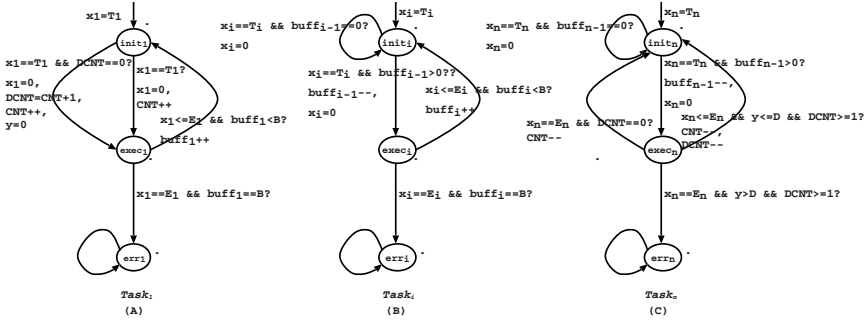 x1=T1
init1
x1==T1 && DCNT==0?
x1==T1?
x1=0,
DCNT=CNT+1,
CNT++,
y=0
x1=0,
CNT++
x1<=E1 && buff1<B?
buff1++
exec1
x1==E1 && buff1==B?
err1
Task1
(A)
xi=Ti
xi==Ti && buffi-1==0?
xi=0
initi
xi==Ti && buffi-1>0??
buffi-1--,
xi=0
xi<=Ei && buffi<B?
buffi++
execi
xi==Ei && buffi==B?
erri
Taski
(B)
xn=Tn
xn==Tn && buffn-1==0?
xn=0
initn
xn==Tn && buffn-1>0?
buffn-1--,
xn=0
xn==En && DCNT==0?
CNT--
xn<=En && y<=D && DCNT>=1?
CNT--,
DCNT--
execn
xn==En && y>D && DCNT>=1?
errn
Taskn
(C)